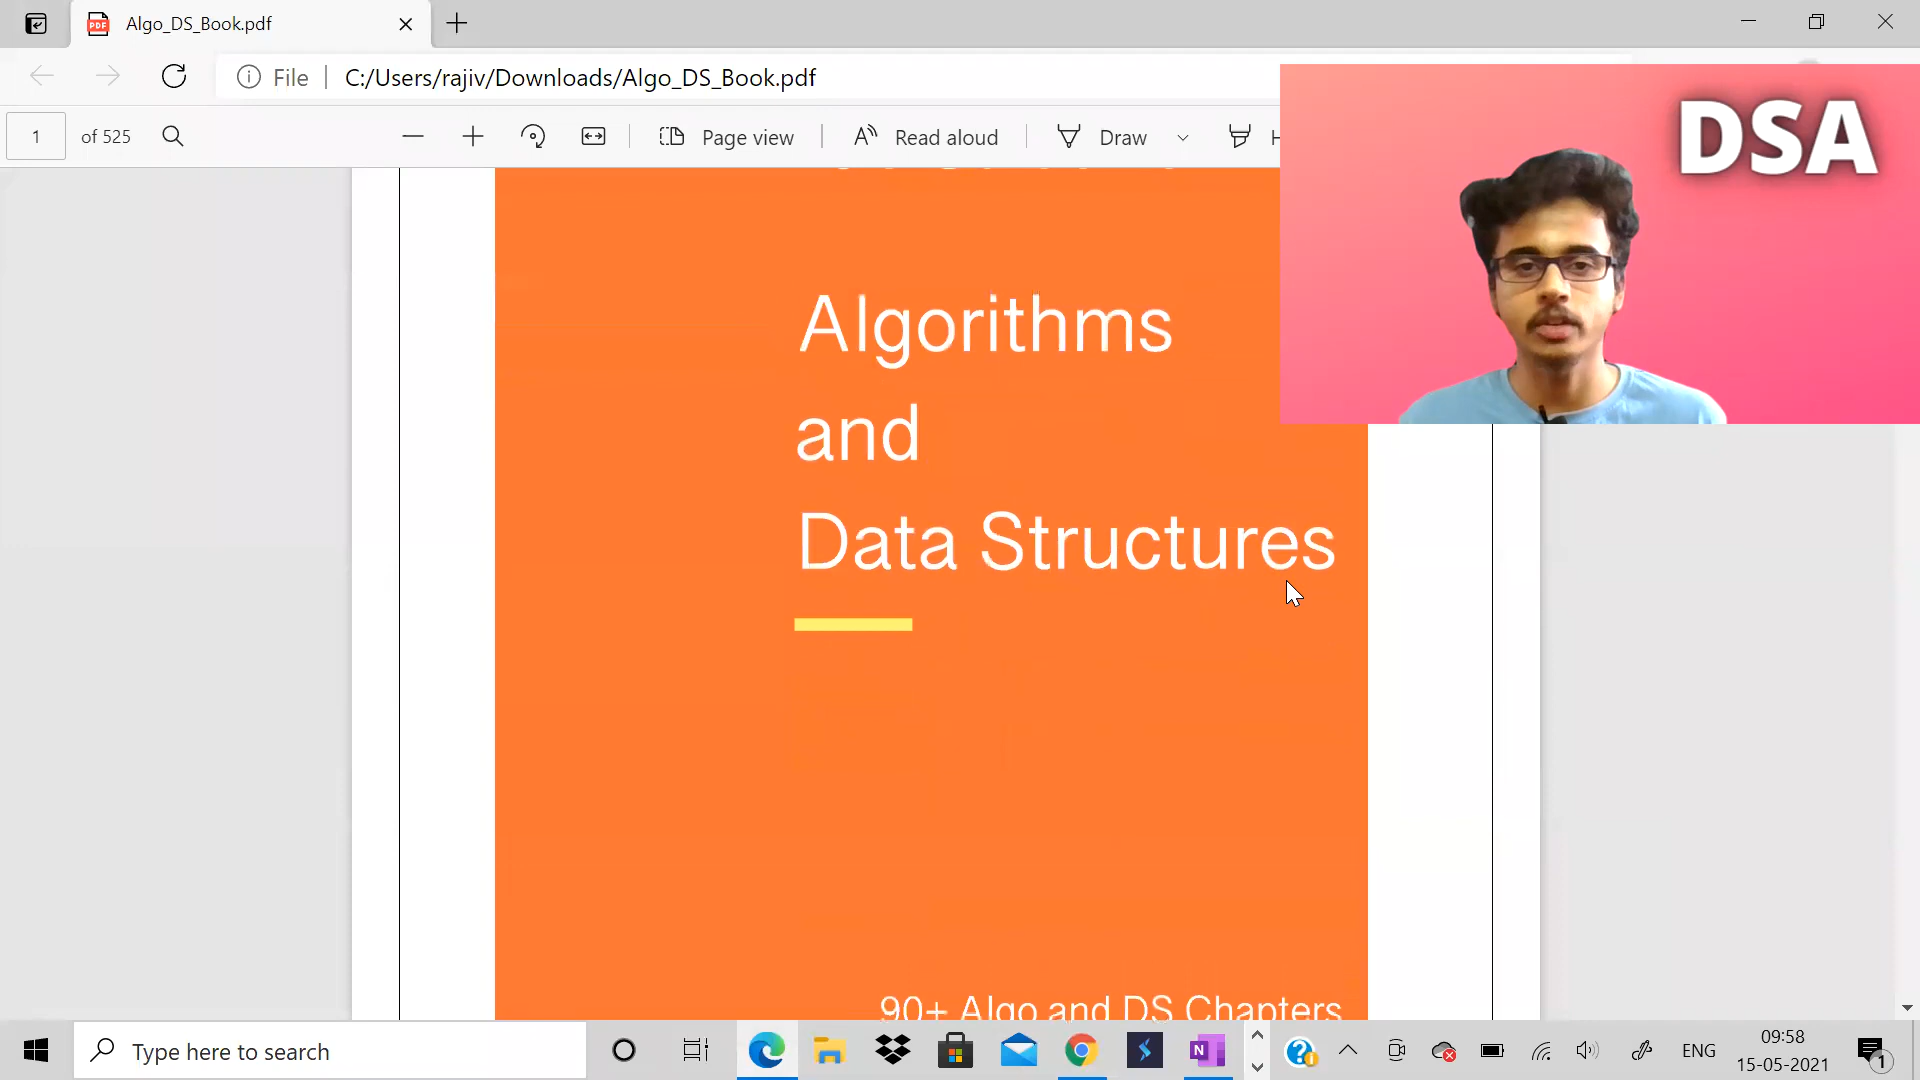 Algo_DS_Book.pdf
File
C:/Users/rajiv/Downloads/Algo_DS_Book.pdf
1 of 525
Page view
Read aloud
Draw
DSA
Algorithms
and
Data Structures
90+ Algo and DS Chapters
Type here to search
ENG
09:58
15-05-2021
1